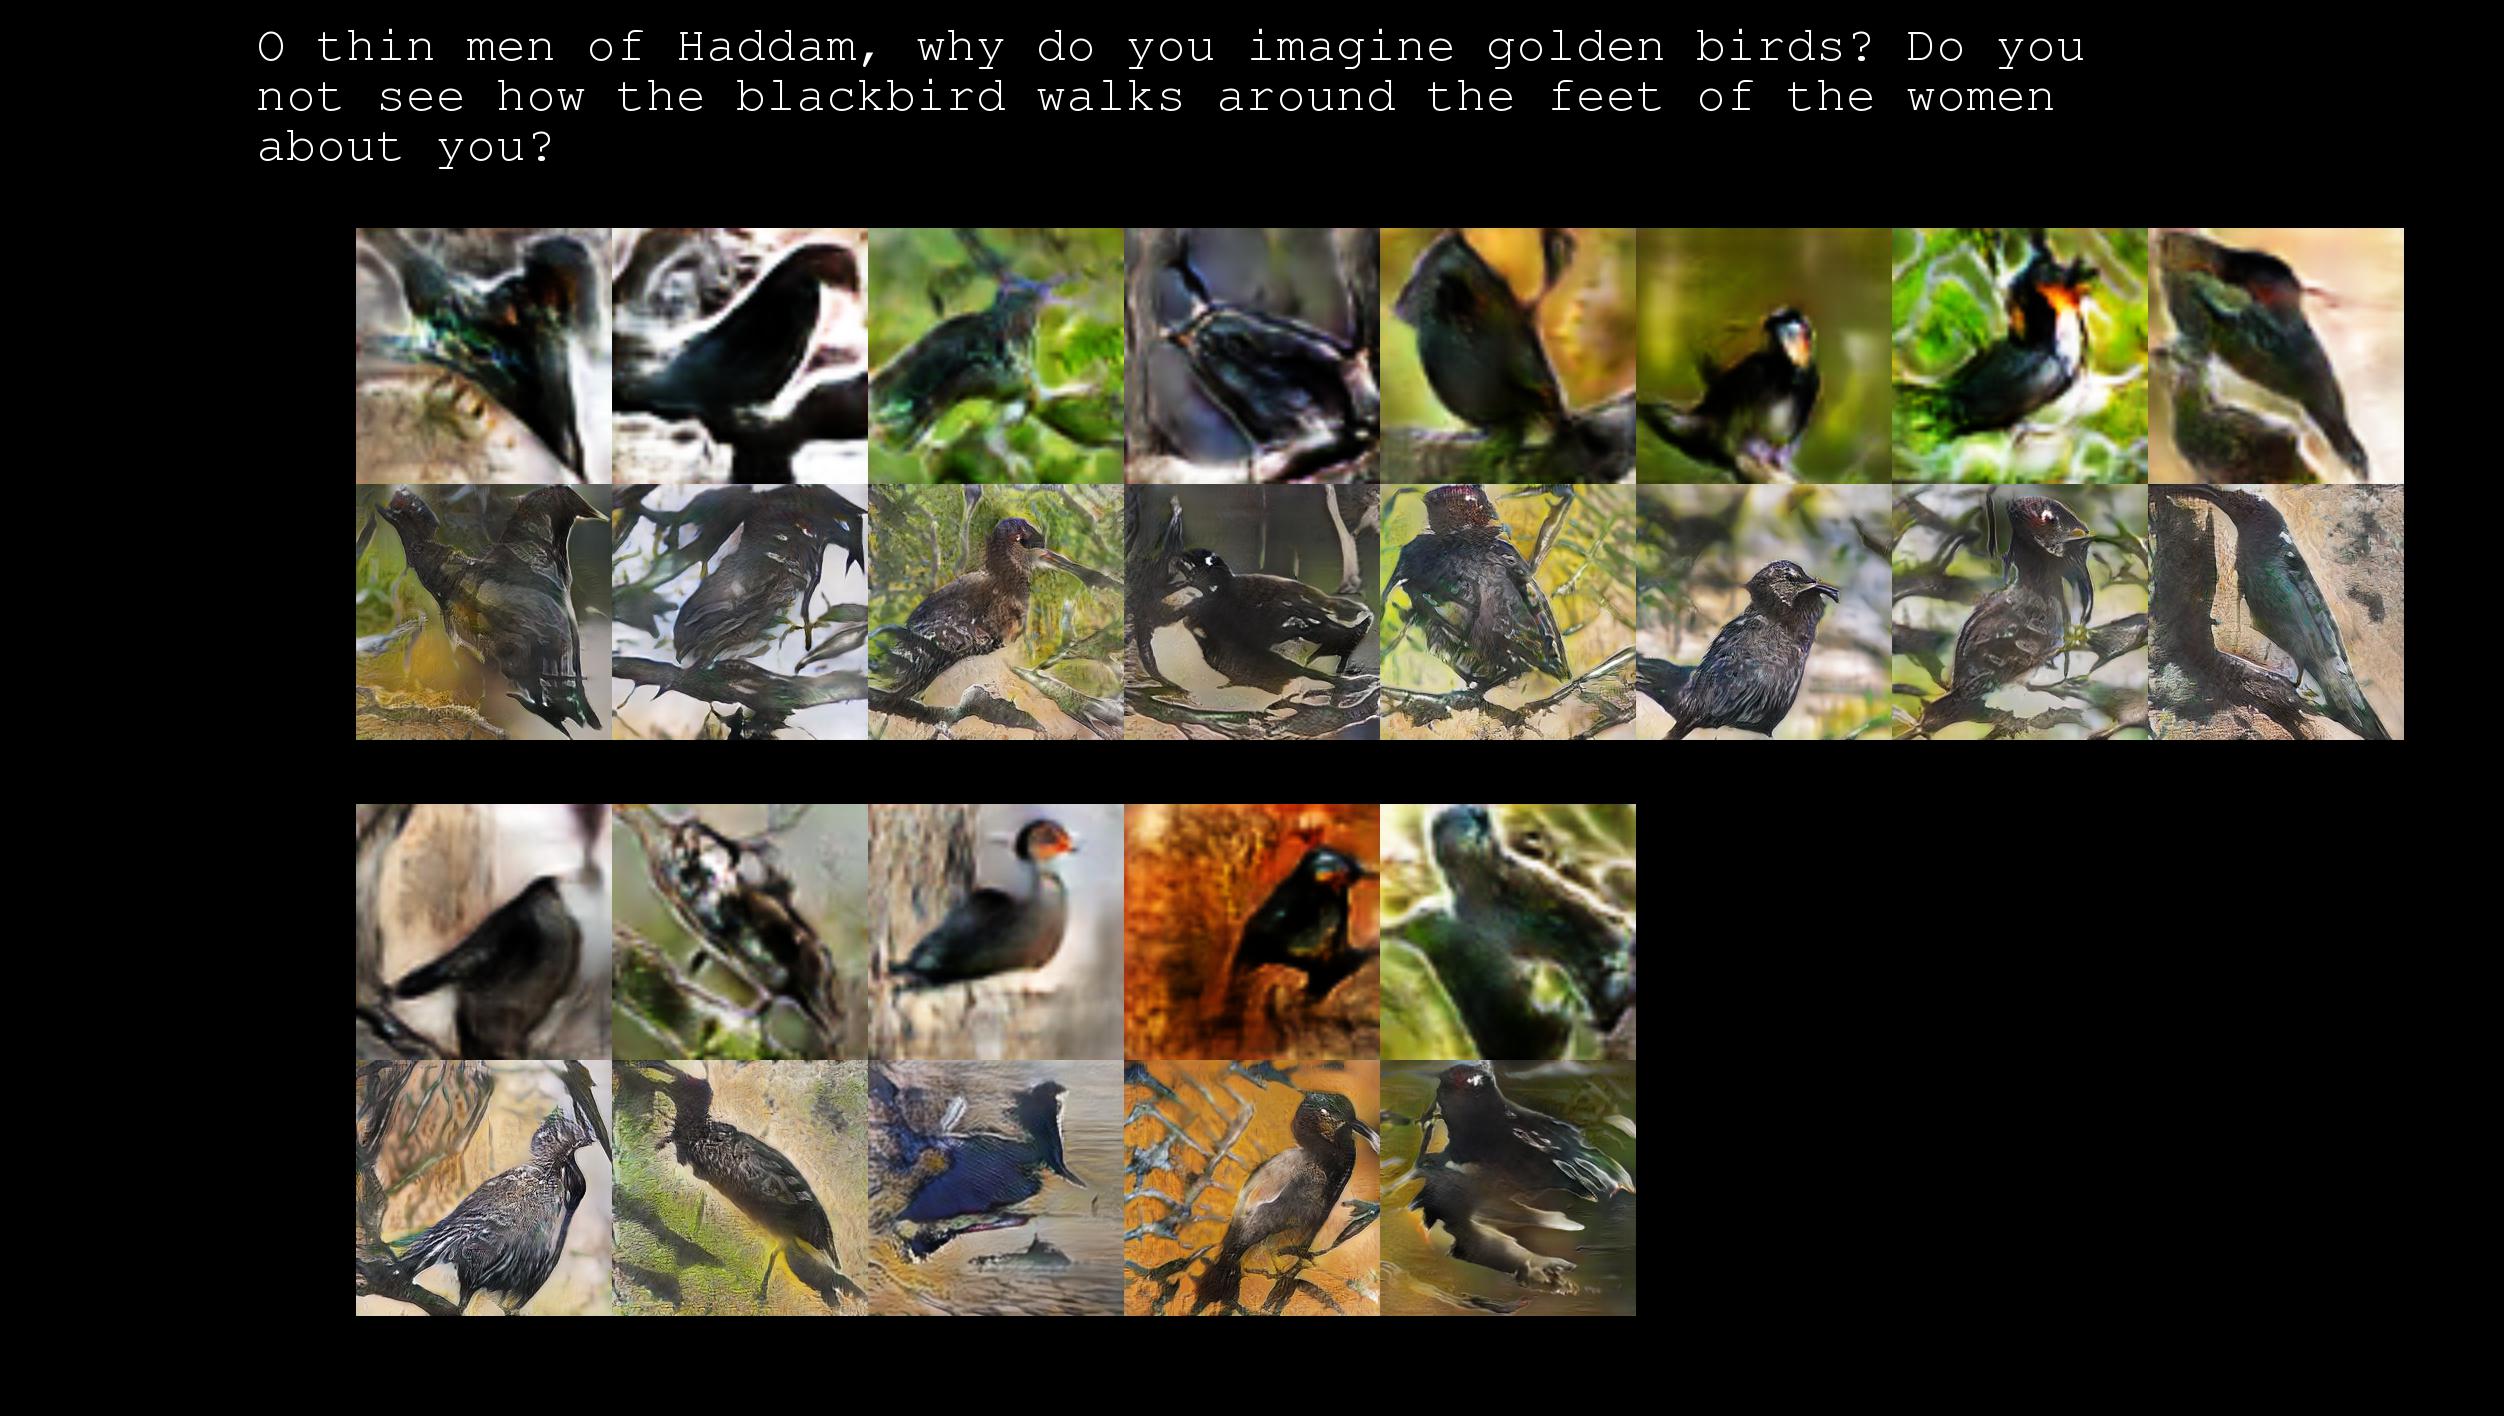 O thin men of Haddam, why do you imagine golden birds? Do you
not see how the blackbird walks around the feet of the women
about you?